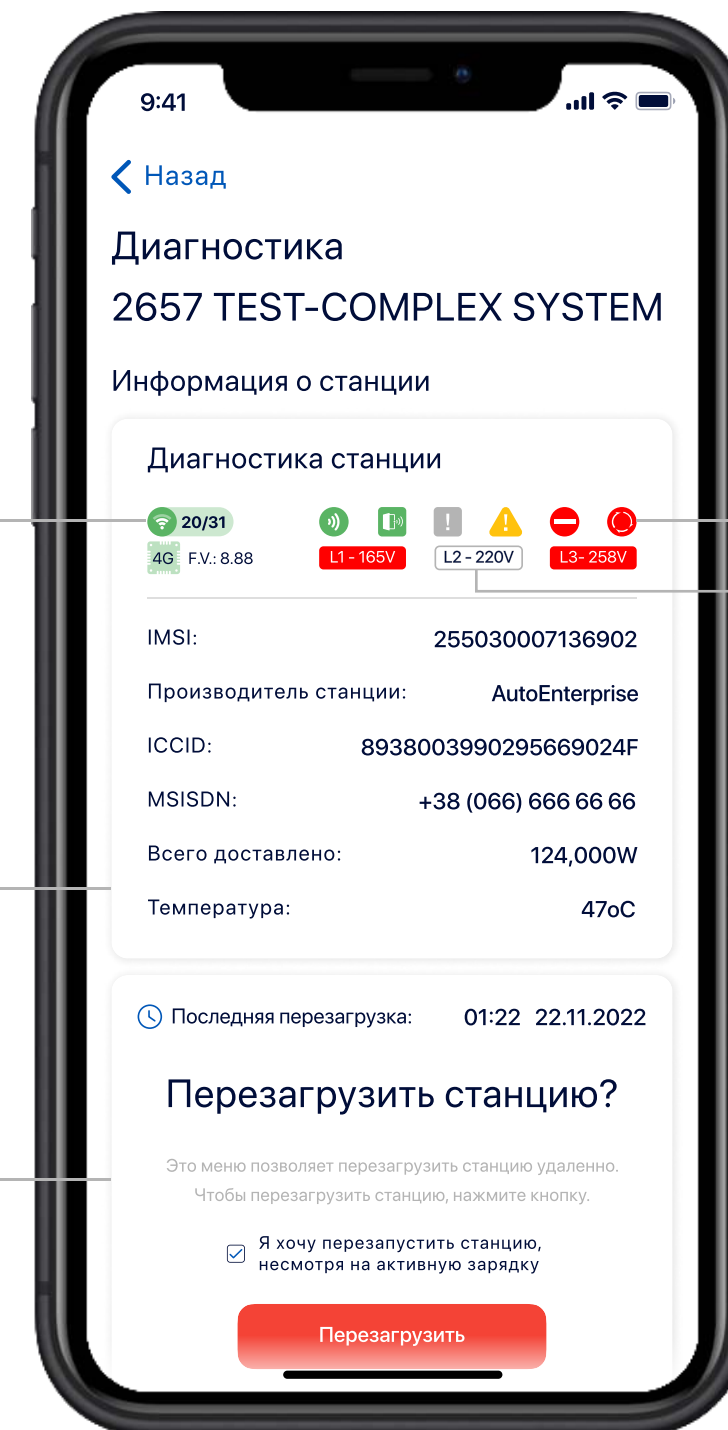 9:41
Назад
Диагностика
2657 TEST-COMPLEX SYSTEM
Информация о станции
Диагностика станции
20/31
4G F.V.: 8.88 L1 - 165V L2 - 220V L3- 258V
IMSI: 255030007136902
Производитель станции: AutoEnterprise
ICCID: 8938003990295669024F
MSISDN: +38 (066) 666 66 66
Всего доставлено: 124,000W
Температура: 47oC
Последняя перезагрузка: 01:22 22.11.2022
Перезагрузить станцию?
Это меню позволяет перезагрузить станцию удаленно.
Чтобы перезагрузить станцию, нажмите кнопку.
Я хочу перезапустить станцию,
несмотря на активную зарядку
Перезагрузить